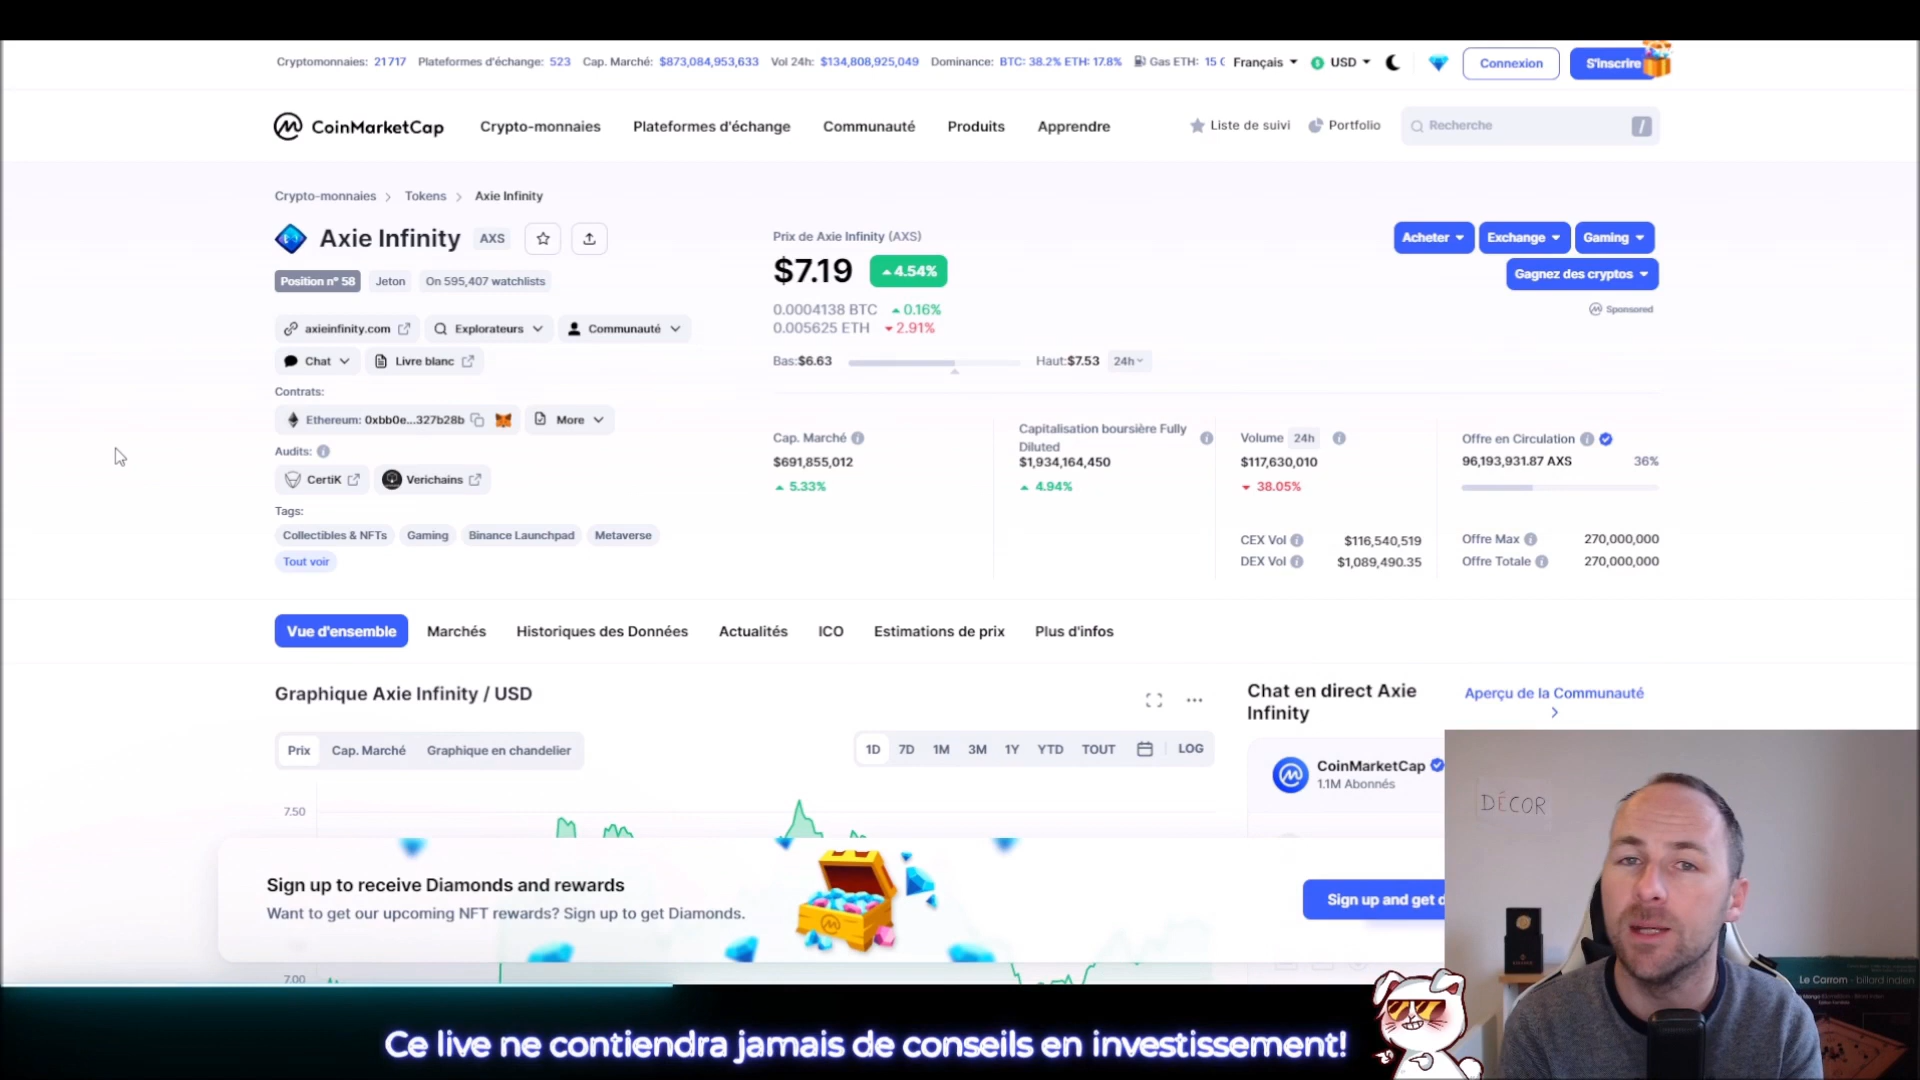 Cryptomonnaies: 21 717 Plateformes d'échange: 523 Cap. Marché: $873,084,953,633 Vol 24h: $134,808,925,049 Dominance: BTC: 38.2% ETH: 17.8% Gas ETH: 15 Français USD Connexion S'inscrire
CoinMarketCap Crypto-monnaies Plateformes d'échange Communauté Produits Apprendre Liste de suivi Portfolio Recherche /
Crypto-monnaies > Tokens > Axie Infinity
Axie Infinity AXS
Position n° 58 Jeton On 595,407 watchlists
axieinfinity.com Explorateurs Communauté
Chat Livre blanc
Contrats:
Ethereum: 0xbb0e...327b28b More
Audits:
CertiK Verichains
Tags:
Collectibles & NFTs Gaming Binance Launchpad Metaverse
Tout voir
Prix de Axie Infinity (AXS)
$7.19 4.54%
0.0004138 BTC 0.16%
0.005625 ETH 2.91%
Bas:$6.63 Haut:$7.53 24h
Acheter Exchange Gaming
Gagnez des cryptos
Sponsored
Cap. Marché
$691,855,012
5.33%
Capitalisation boursière Fully
Diluted
$1,934,164,450
4.94%
Volume 24h
$117,630,010
38.05%
CEX Vol $116,540,519
DEX Vol $1,089,490.35
Offre en Circulation
96,193,931.87 AXS 36%
Offre Max 270,000,000
Offre Totale 270,000,000
Vue d'ensemble Marchés Historiques des Données Actualités ICO Estimations de prix Plus d'infos
Graphique Axie Infinity / USD
Prix Cap. Marché Graphique en chandelier 1D 7D 1M 3M 1Y YTD TOUT LOG
7.50
7.00
Chat en direct Axie
Infinity
Aperçu de la Communauté
>
CoinMarketCap
1.1M Abonnés
Sign up to receive Diamonds and rewards
Want to get our upcoming NFT rewards? Sign up to get Diamonds.
Sign up and get d
DÉCOR
Le Carrom - billard indien
Ce live ne contiendra jamais de conseils en investissement!